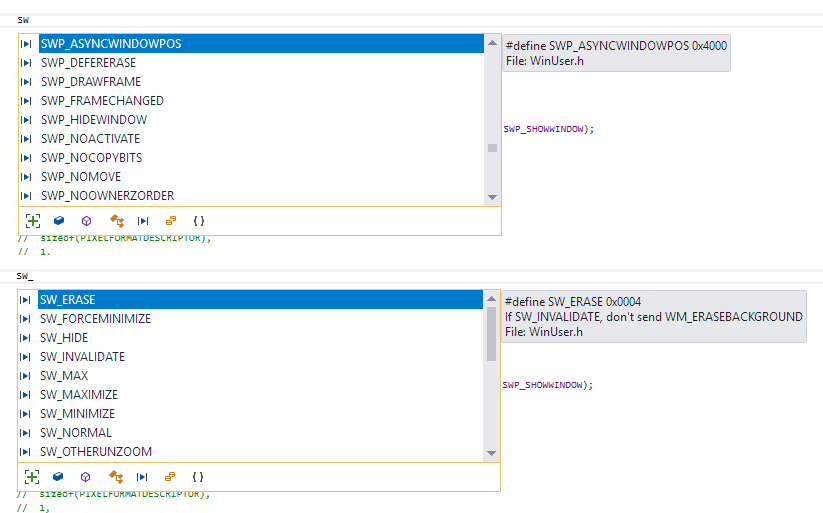 SW
SWP_ASYNCWINDOWPOS
#define SWP_ASYNCWINDOWPOS 0x4000
File: WinUser.h
SWP_DEFERERASE
SWP_DRAWFRAME
SWP_FRAMECHANGED
SWP_HIDEWINDOW
SWP_SHOWWINDOW);
SWP_NOACTIVATE
SWP_NOCOPYBITS
SWP_NOMOVE
SWP_NOOWNERZORDER
{ }
// sizeof(PIXELFORMATDESCRIPTOR),
// 1.
SW_
SW_ERASE
#define SW_ERASE 0x0004
If SW_INVALIDATE, don't send WM_ERASEBACKGROUND
File: WinUser.h
SW_FORCEMINIMIZE
SW_HIDE
SW_INVALIDATE
SW_MAX
SWP_SHOWWINDOW);
SW_MAXIMIZE
SW_MINIMIZE
SW_NORMAL
SW_OTHERUNZOOM
{ }
// sizeof(PIXELFORMATDESCRIPTOR),
// 1,